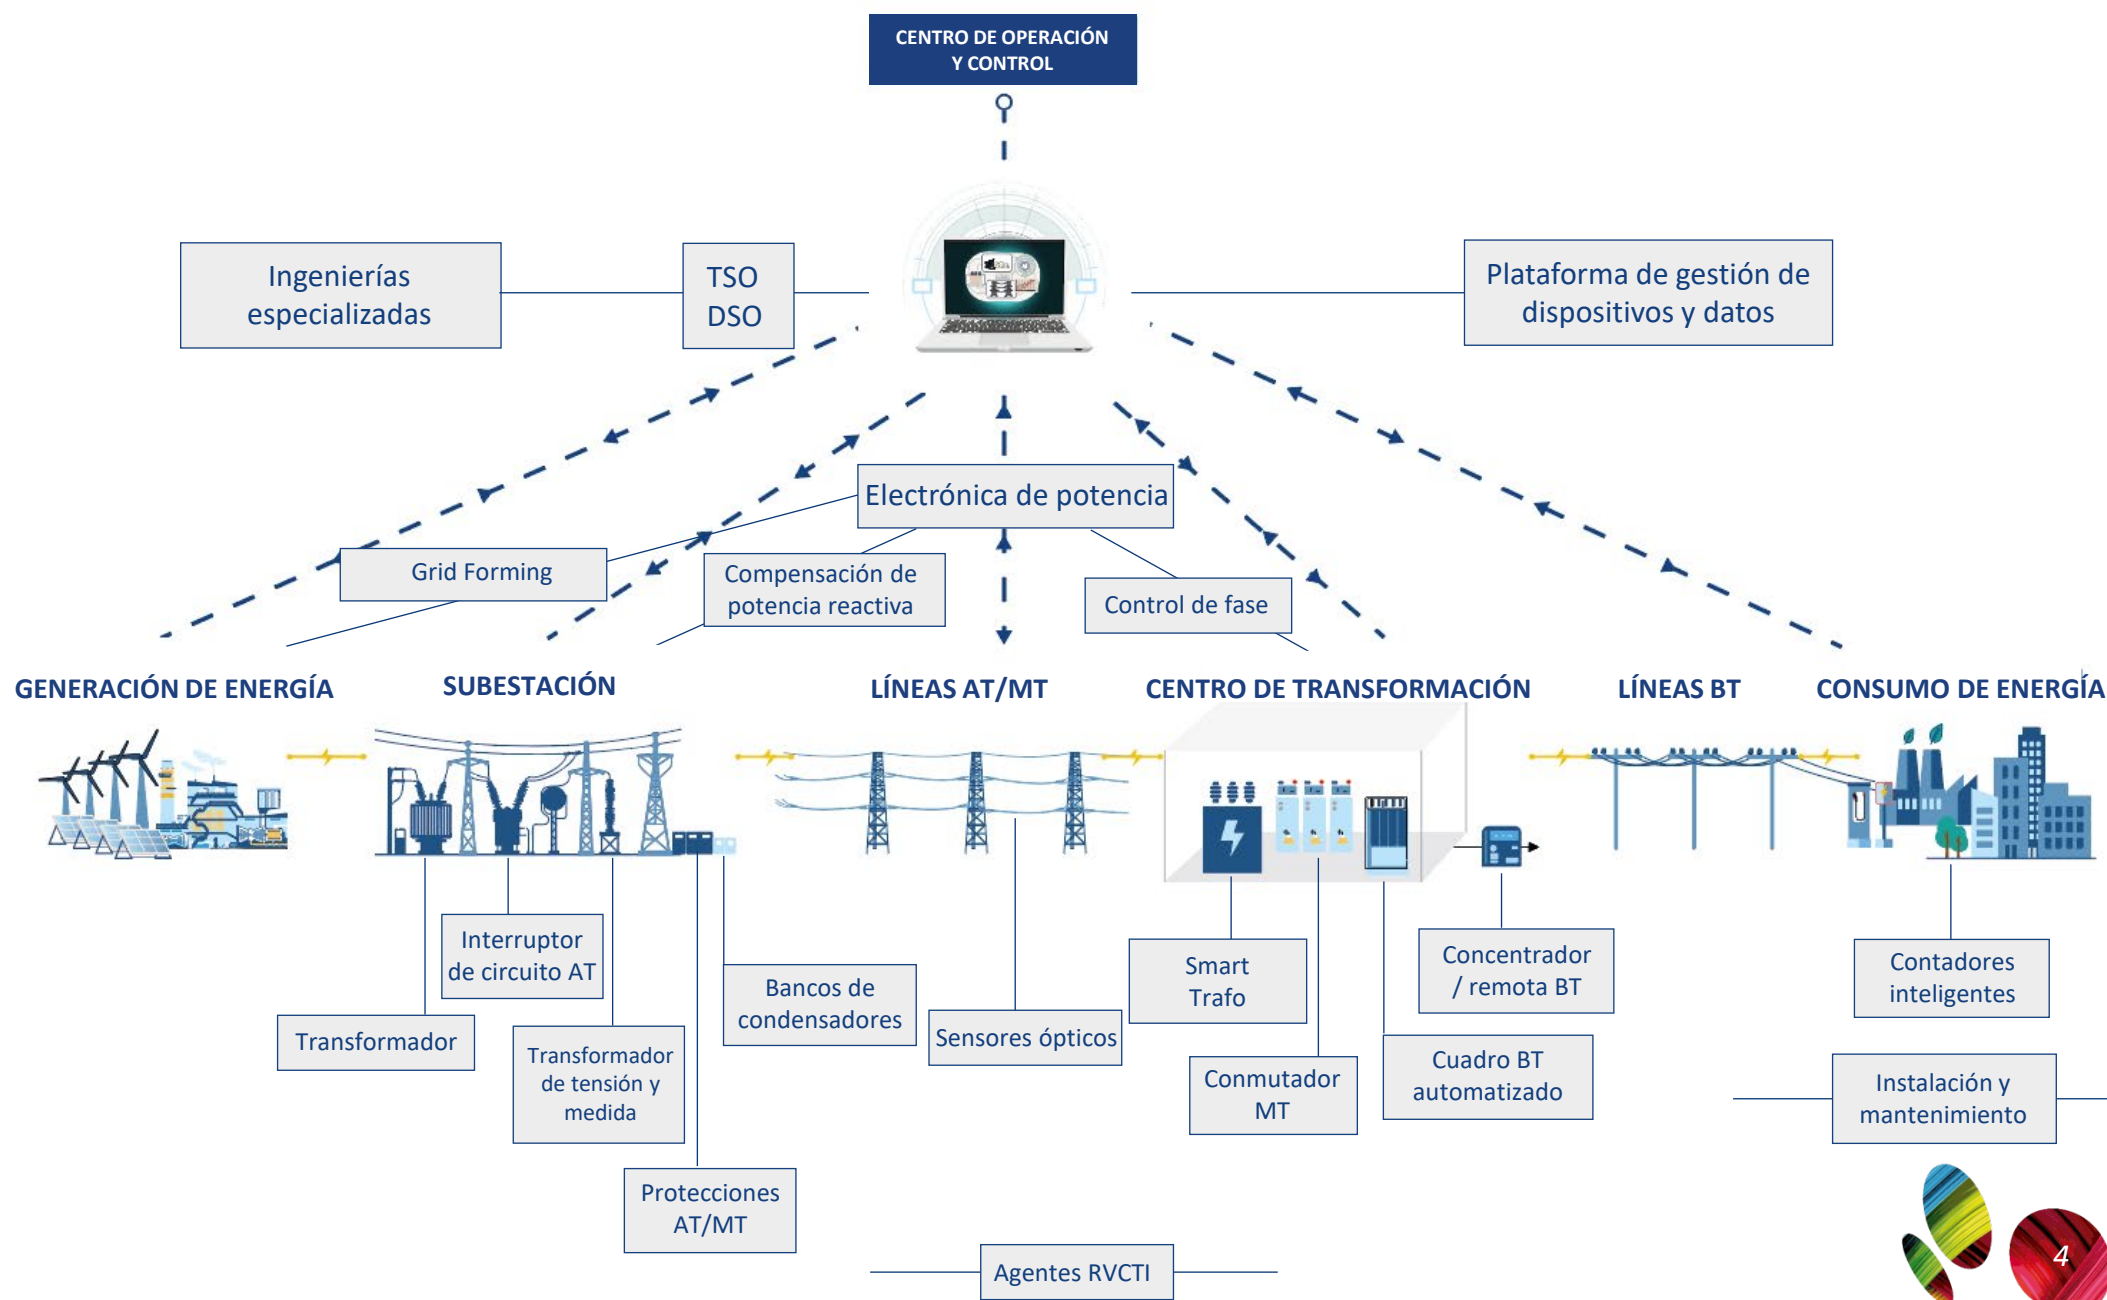 CENTRO DE OPERACIÓN
Y CONTROL
Ingenierías
especializadas
TSO
DSO
Plataforma de gestión de
dispositivos y datos
Electrónica de potencia
Grid Forming
Compensación de
potencia reactiva
Control de fase
GENERACIÓN DE ENERGÍA
SUBESTACIÓN
LÍNEAS AT/MT
CENTRO DE TRANSFORMACIÓN
LÍNEAS BT
CONSUMO DE ENERGÍA
Interruptor
de circuito AT
Transformador
Transformador
de tensión y
medida
Protecciones
AT/MT
Bancos de
condensadores
Sensores ópticos
Smart
Trafo
Conmutador
MT
Cuadro BT
automatizado
Concentrador
/ remota BT
Contadores
inteligentes
Instalación y
mantenimiento
Agentes RVCTI
4